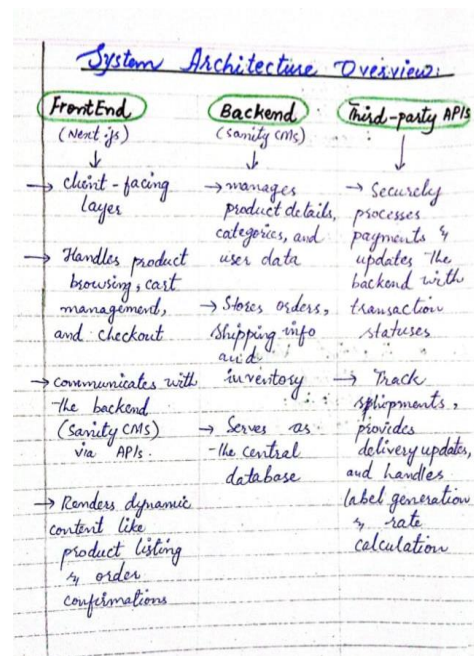 System Architecture Overview:
FrontEnd
(Next.js)
→ client-facing
layer
→ Handles product
browsing, cart
management,
and checkout
→ communicates with
the backend
(Sanity CMS)
via APIs.
→ Renders dynamic
content like
product listing
& order
confirmations
Backend
(Sanity CMS)
→ manages
product details,
categories, and
user data
→ Stores orders,
Shipping info
and
inventory
→ Serves as
the central
database
Third-party APIs
→ Securely
processes
payments &
updates the
backend with
transaction
statuses
→ Track
shipments,
provides
delivery updates,
and handles
label generation
& rate
calculation